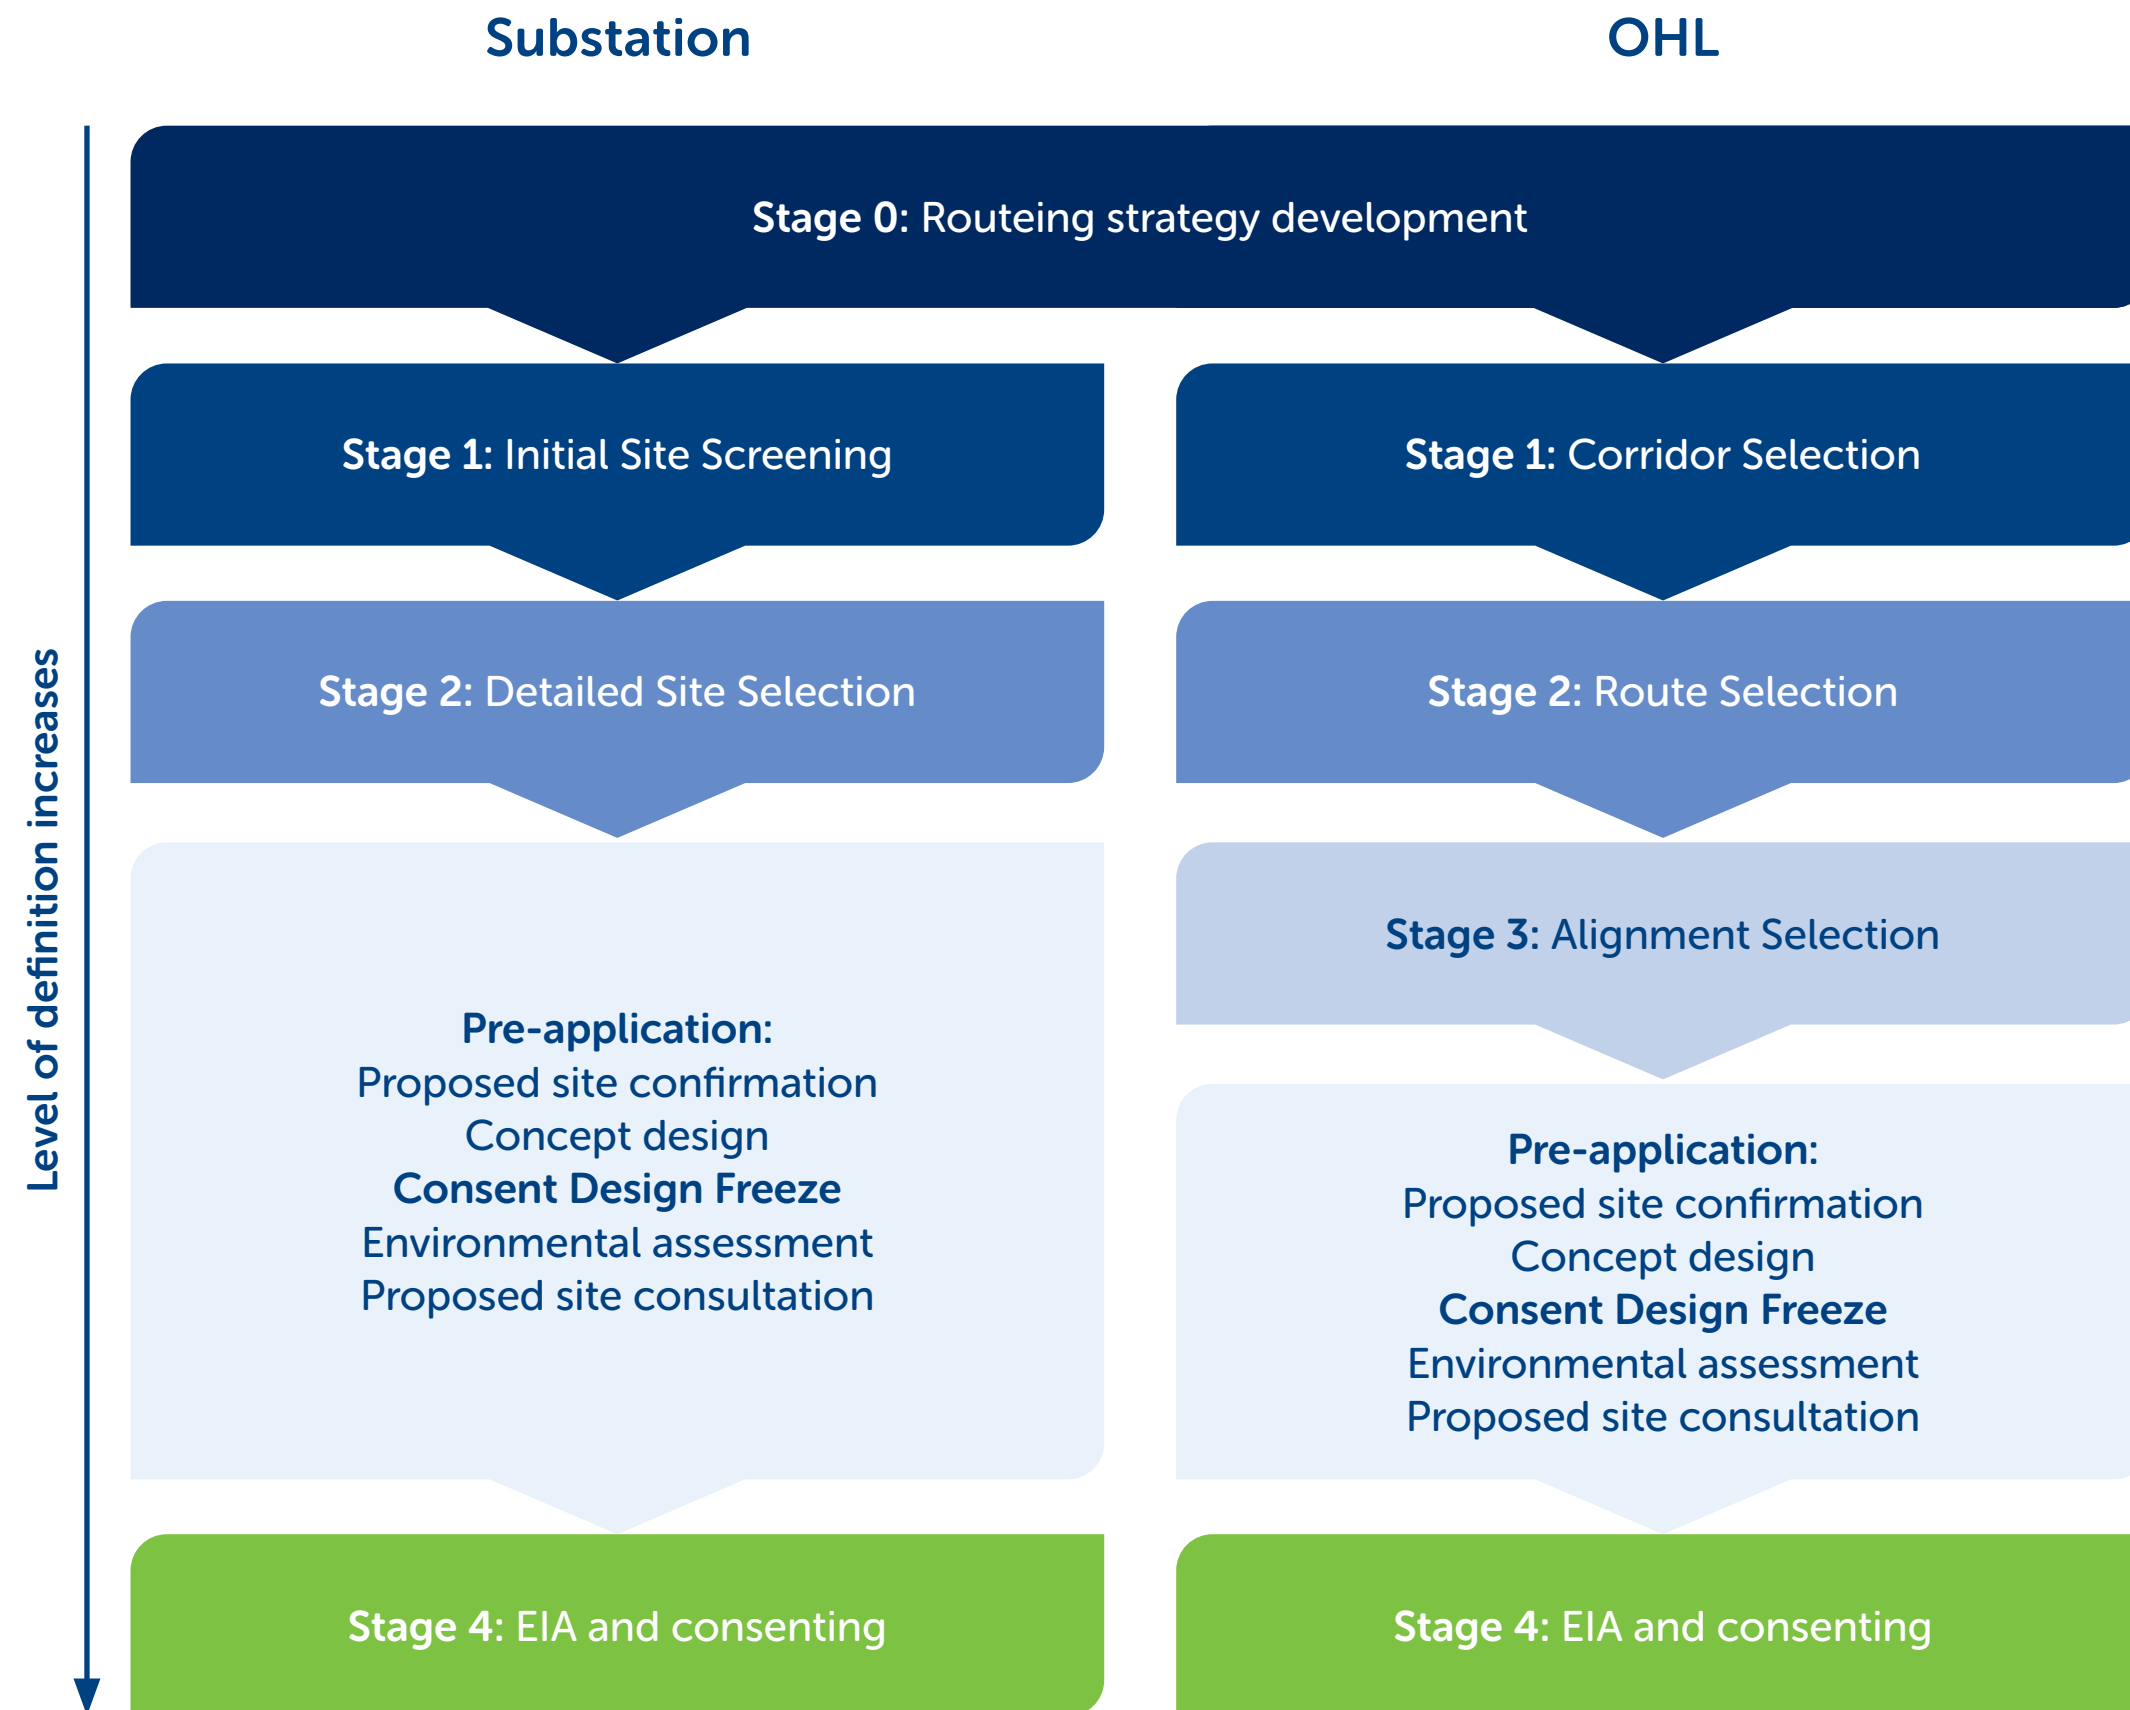 Substation
OHL
Level of definition increases
Stage 0: Routeing strategy development
Stage 1: Initial Site Screening
Stage 1: Corridor Selection
Stage 2: Detailed Site Selection
Stage 2: Route Selection
Stage 3: Alignment Selection
Pre-application:
Proposed site confirmation
Concept design
Consent Design Freeze
Environmental assessment
Proposed site consultation
Pre-application:
Proposed site confirmation
Concept design
Consent Design Freeze
Environmental assessment
Proposed site consultation
Stage 4: EIA and consenting
Stage 4: EIA and consenting